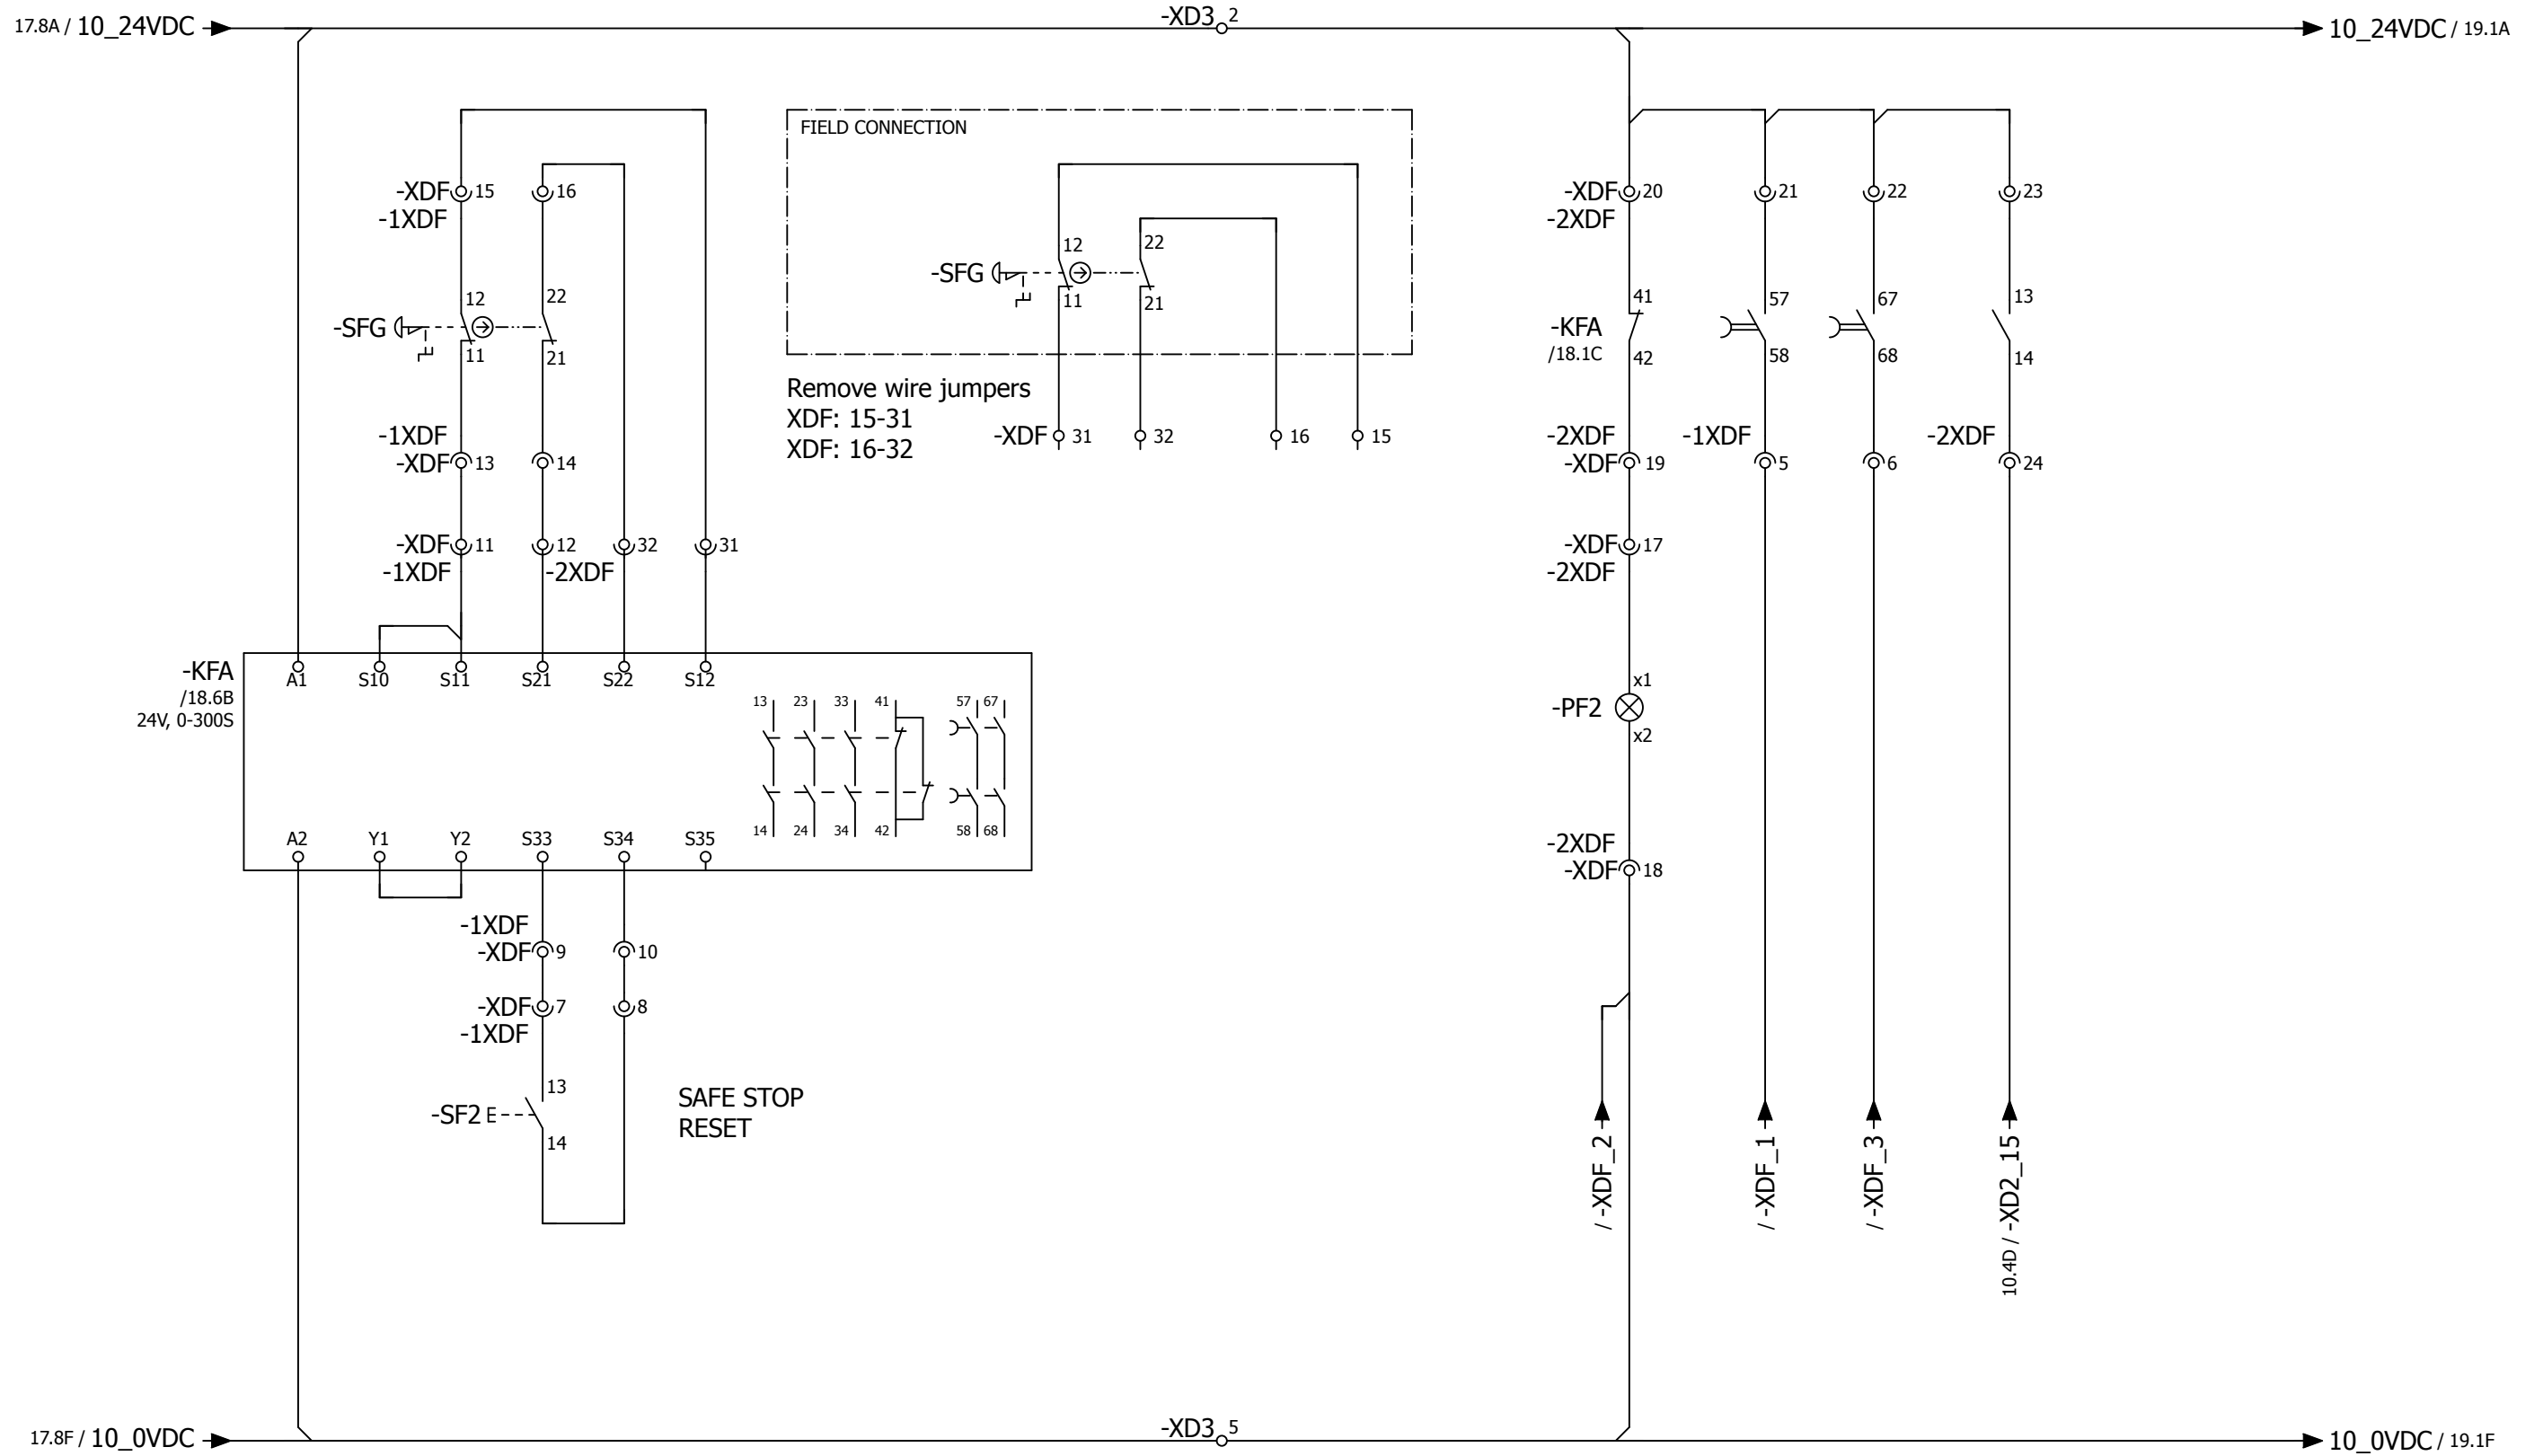 17.8A / 10_24VDC
-XD3 2
10_24VDC / 19.1A
FIELD CONNECTION
-XDF 15
-1XDF
16
-SFG
12
11
22
21
-1XDF
-XDF 13
14
-XDF 11
-1XDF
12
-2XDF
32
31
-SFG
12
11
22
21
Remove wire jumpers
XDF: 15-31
XDF: 16-32
-XDF 31
32
16
15
-XDF 20
-2XDF
21
22
23
-KFA
/18.1C
41
42
57
58
67
68
13
14
-2XDF
-XDF 19
-1XDF
5
6
-2XDF
24
-XDF 17
-2XDF
-KFA
/18.6B
24V, 0-300S
A1
S10
S11
S21
S22
S12
13
23
33
41
57
67
14
24
34
42
58
68
A2
Y1
Y2
S33
S34
S35
-PF2
x1
x2
-2XDF
-XDF 18
-1XDF
-XDF 9
10
-XDF 7
-1XDF
8
-SF2
13
14
SAFE STOP
RESET
/ -XDF_2
/ -XDF_1
/ -XDF_3
10.4D / -XD2_15
17.8F / 10_0VDC
-XD3 5
10_0VDC / 19.1F